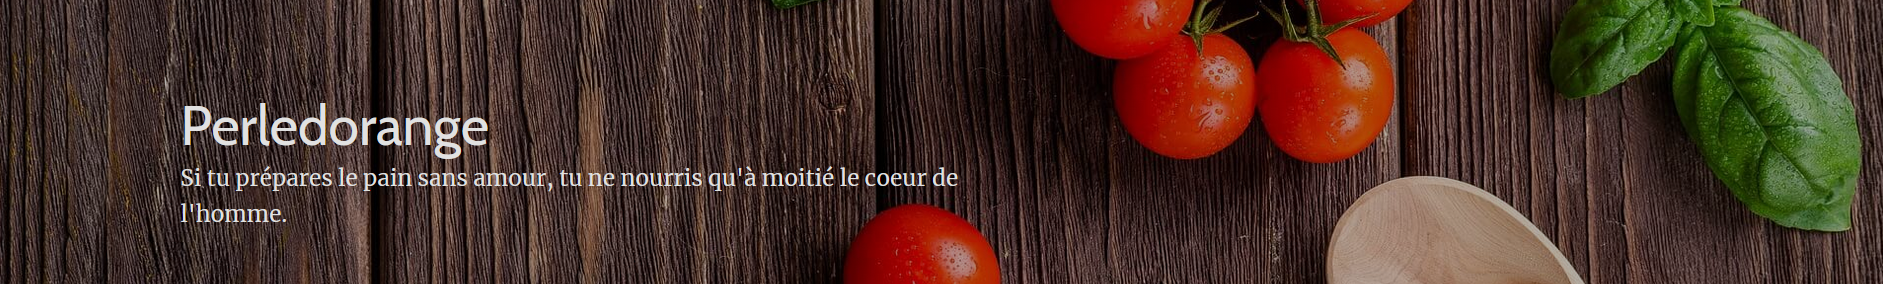 Perledorange
Si tu prépares le pain sans amour, tu ne nourris qu'à moitié le coeur de
l'homme.